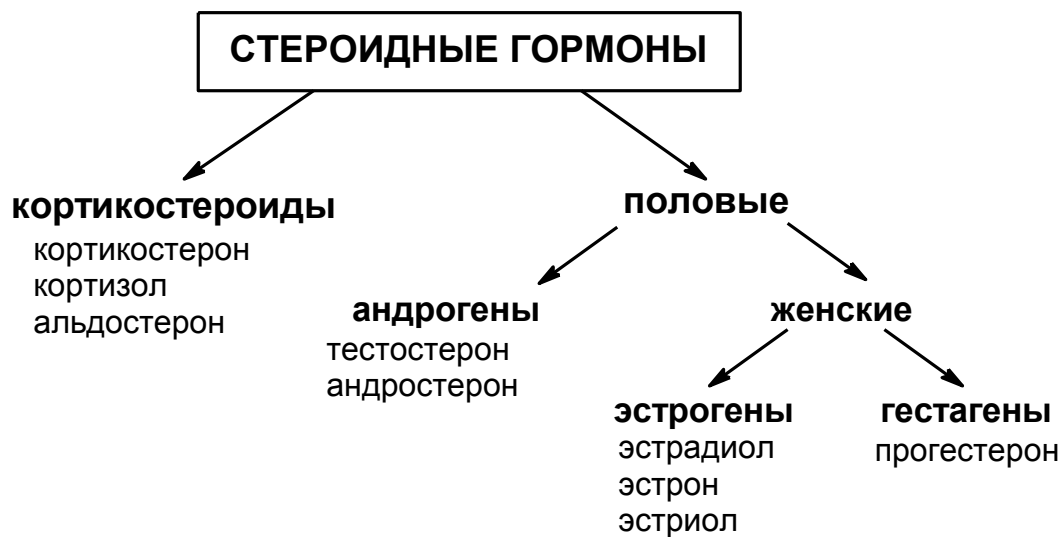 СТЕРОИДНЫЕ ГОРМОНЫ
кортикостероиды
кортикостерон
кортизол
альдостерон
половые
андрогены
тестостерон
андростерон
женские
эстрогены
эстрадиол
эстрон
эстриол
гестагены
прогестерон